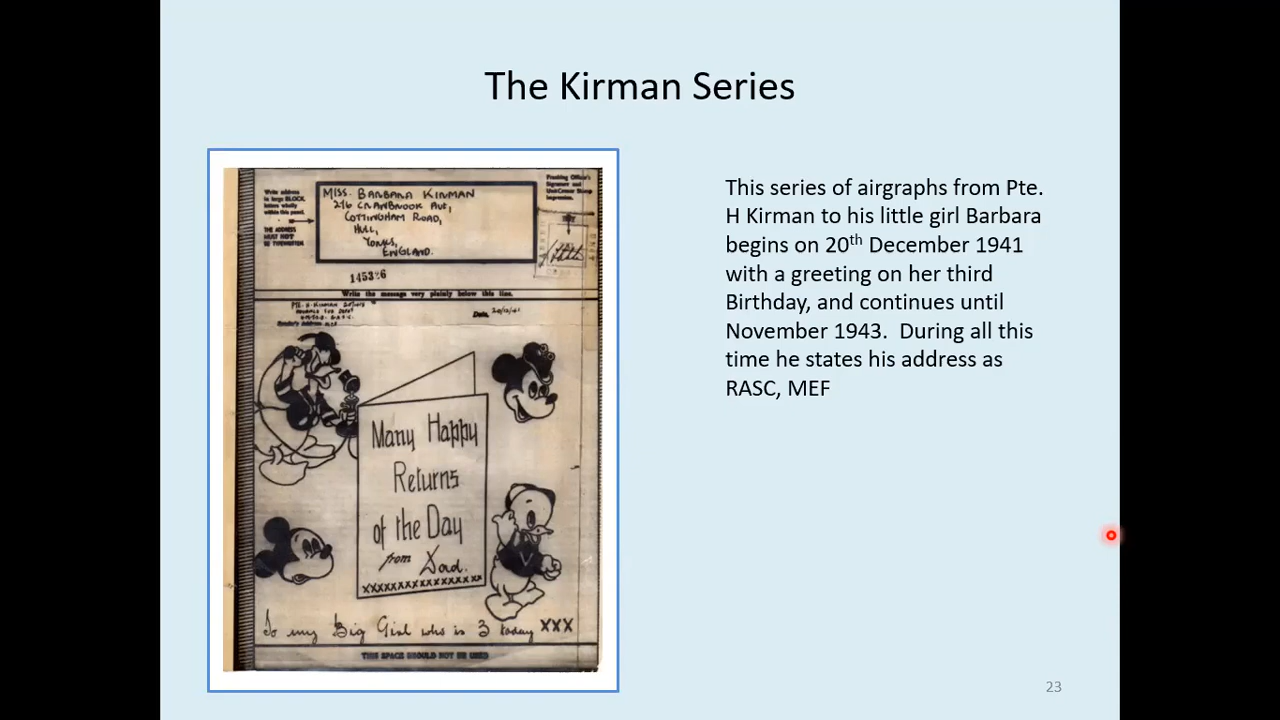 The Kirman Series
Write address
in large BLOCK
letters wholly
within this panel.
THE ADDRESS
MUST NOT
BE TYPEWRITTEN
MISS. BARBARA KIRMAN
216 CRANBROOK AVE,
COTTINGHAM ROAD,
HULL,
YORKS,
ENGLAND.
Write the message very plainly below this line.
Date
Many Happy
Returns
of the Day
from Dad.
xxxxxxxxxxxxxxxx
To my Big Girl who is 3 today XXX
THIS SPACE SHOULD NOT BE USED
This series of airgraphs from Pte.
H Kirman to his little girl Barbara
begins on 20th December 1941
with a greeting on her third
Birthday, and continues until
November 1943.  During all this
time he states his address as
RASC, MEF
23